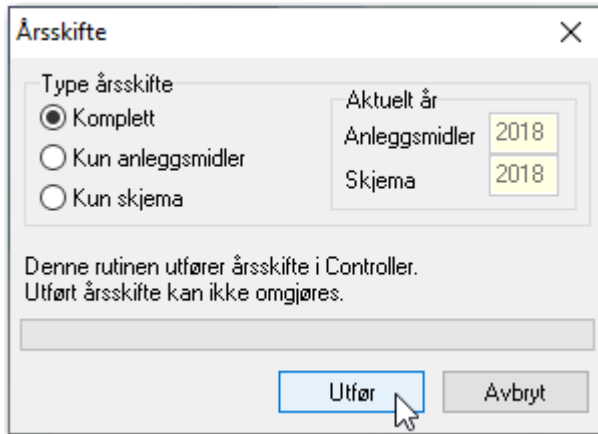 Årsskifte
Type årsskifte
Komplett
Kun anleggsmidler
Kun skjema
Aktuelt år
Anleggsmidler 2018
Skjema 2018
Denne rutinen utfører årsskifte i Controller.
Utført årsskifte kan ikke omgjøres.
Utfør Avbryt